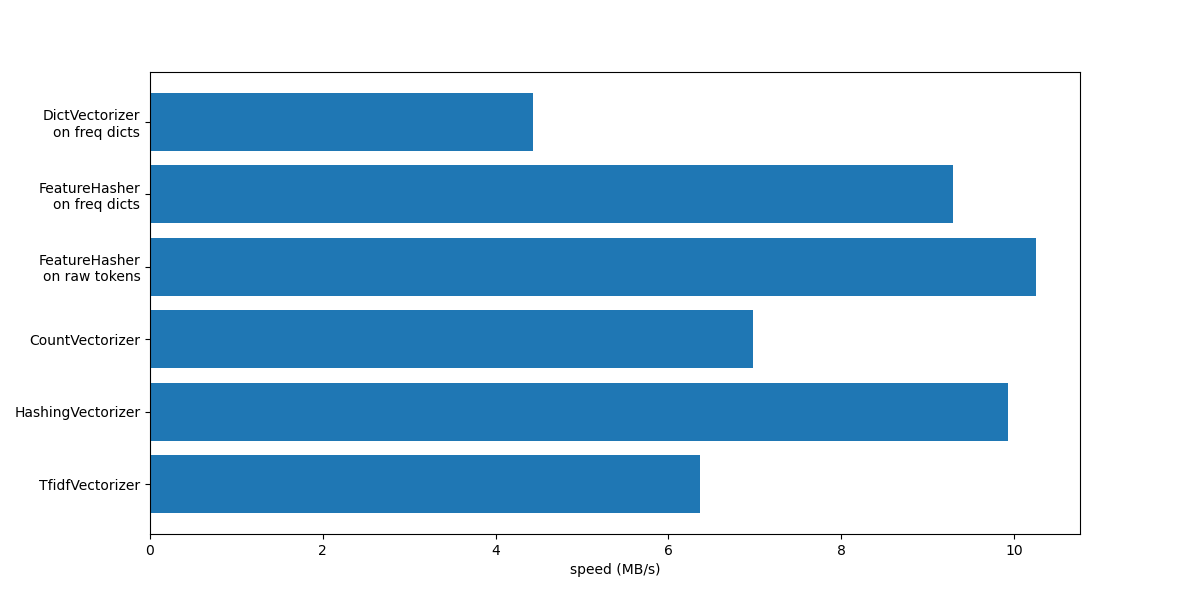 DictVectorizer
on freq dicts
FeatureHasher
on freq dicts
FeatureHasher
on raw tokens
CountVectorizer
HashingVectorizer
TfidfVectorizer
0 2 4 6 8 10
speed (MB/s)